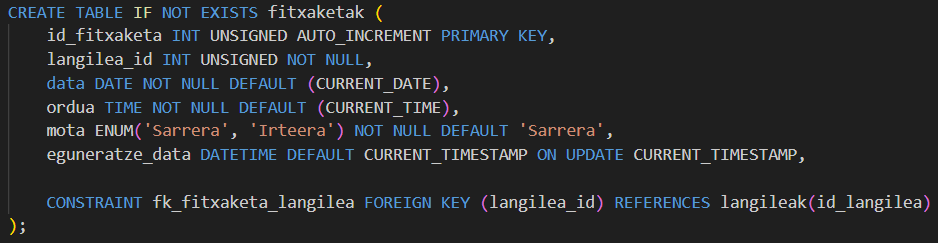 CREATE TABLE IF NOT EXISTS fitxaketak (
    id_fitxaketa INT UNSIGNED AUTO_INCREMENT PRIMARY KEY,
    langilea_id INT UNSIGNED NOT NULL,
    data DATE NOT NULL DEFAULT (CURRENT_DATE),
    ordua TIME NOT NULL DEFAULT (CURRENT_TIME),
    mota ENUM('Sarrera', 'Irteera') NOT NULL DEFAULT 'Sarrera',
    eguneratze_data DATETIME DEFAULT CURRENT_TIMESTAMP ON UPDATE CURRENT_TIMESTAMP,
    CONSTRAINT fk_fitxaketa_langilea FOREIGN KEY (langilea_id) REFERENCES langileak(id_langilea)
);